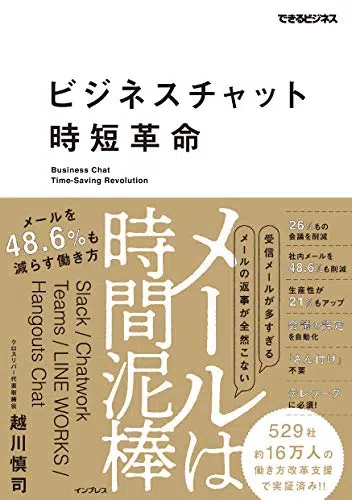 できるビジネス
ビジネスチャット
時短革命
Business Chat
Time-Saving Revolution
メールを
48.6%も
減らす働き方
メールは
時間泥棒
受信メールが多すぎる
メールの返事が全然こない
Slack / Chatwork
Teams / LINE WORKS /
Hangouts Chat
クロスリバー代表取締役
越川慎司
インプレス
26%もの
会議を削減
社内メールを
48.6%も削減
生産性が
21%もアップ
会議の設定
を自動化
「さん付け」
不要
テレワーク
に必須!
529社
約16万人の
働き方改革支援で
実証済み!!